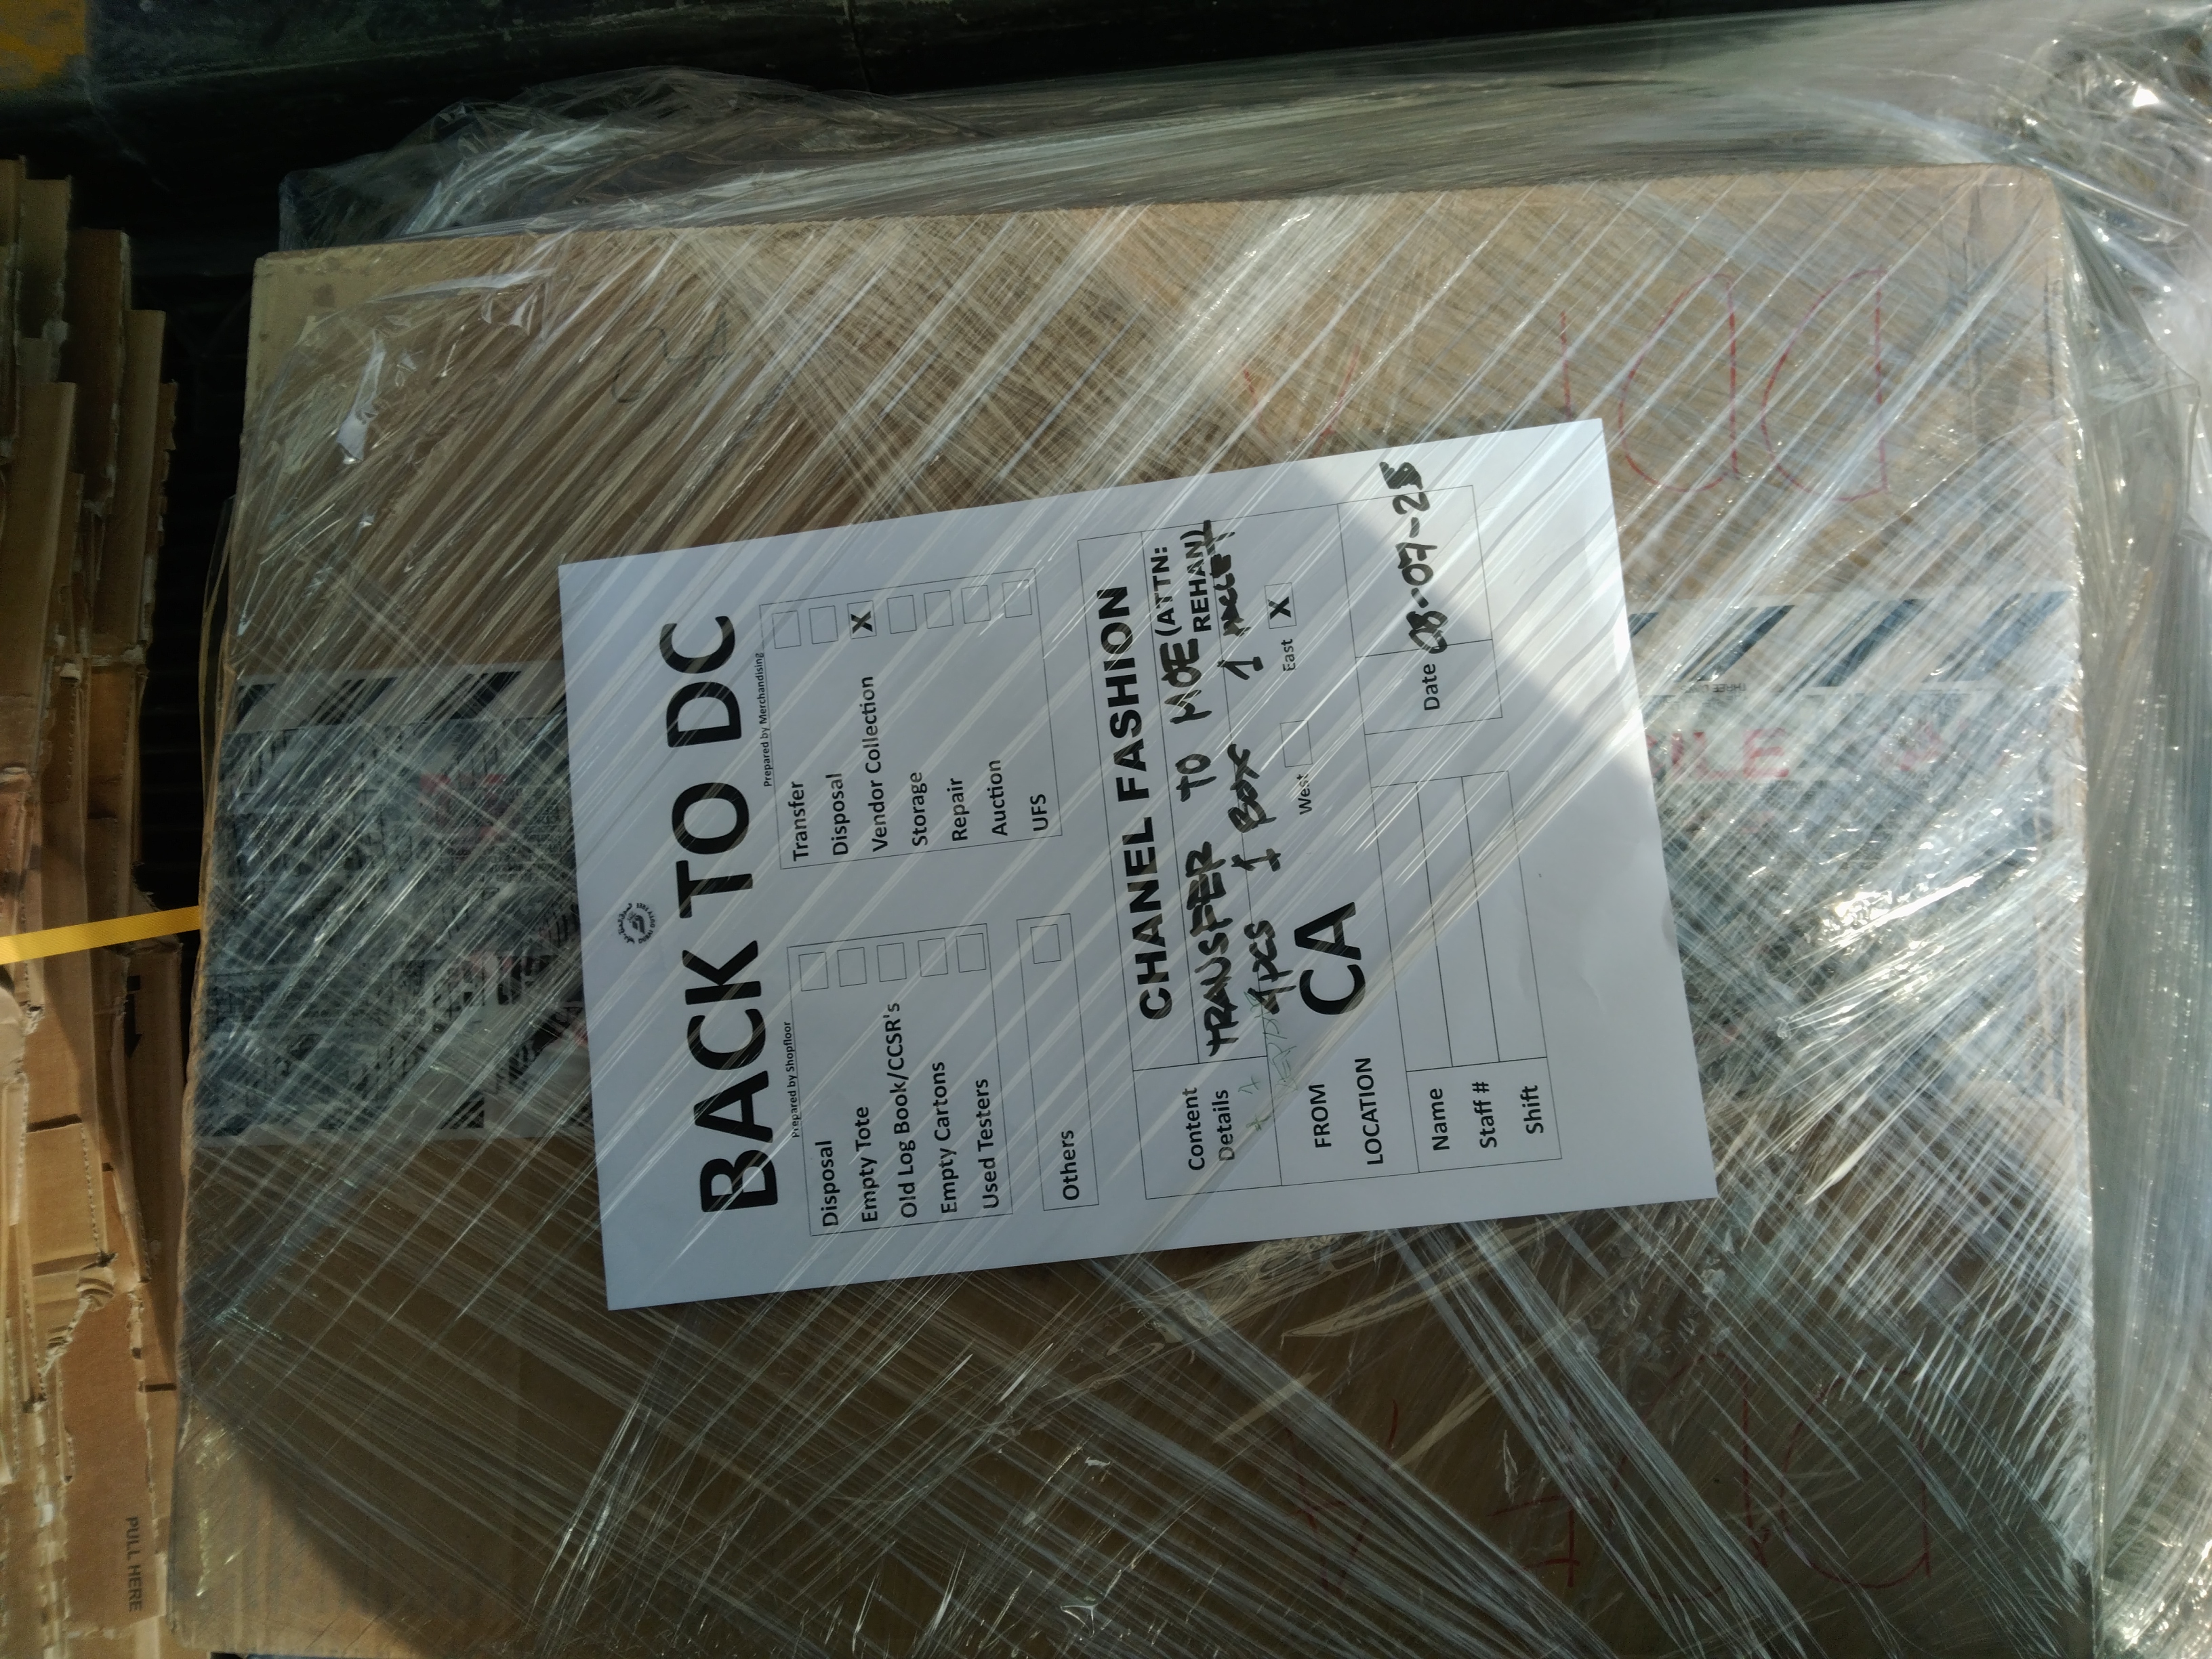 BACK TO DC
Prepared by Shopfloor
Prepared by Merchandising
Disposal
Empty Tote
Old Log Book/CCSR's
Empty Cartons
Used Testers
Others
Transfer
Disposal
Vendor Collection X
Storage
Repair
Auction
UFS
Content Details
CHANEL FASHION
TRANSFER TO MOE (ATTN: REHAN)
4pcs 1 BOX 1 PALLET
FROM LOCATION
CA
West
East X
Name
Staff #
Shift
Date 08-07-25
PULL HERE